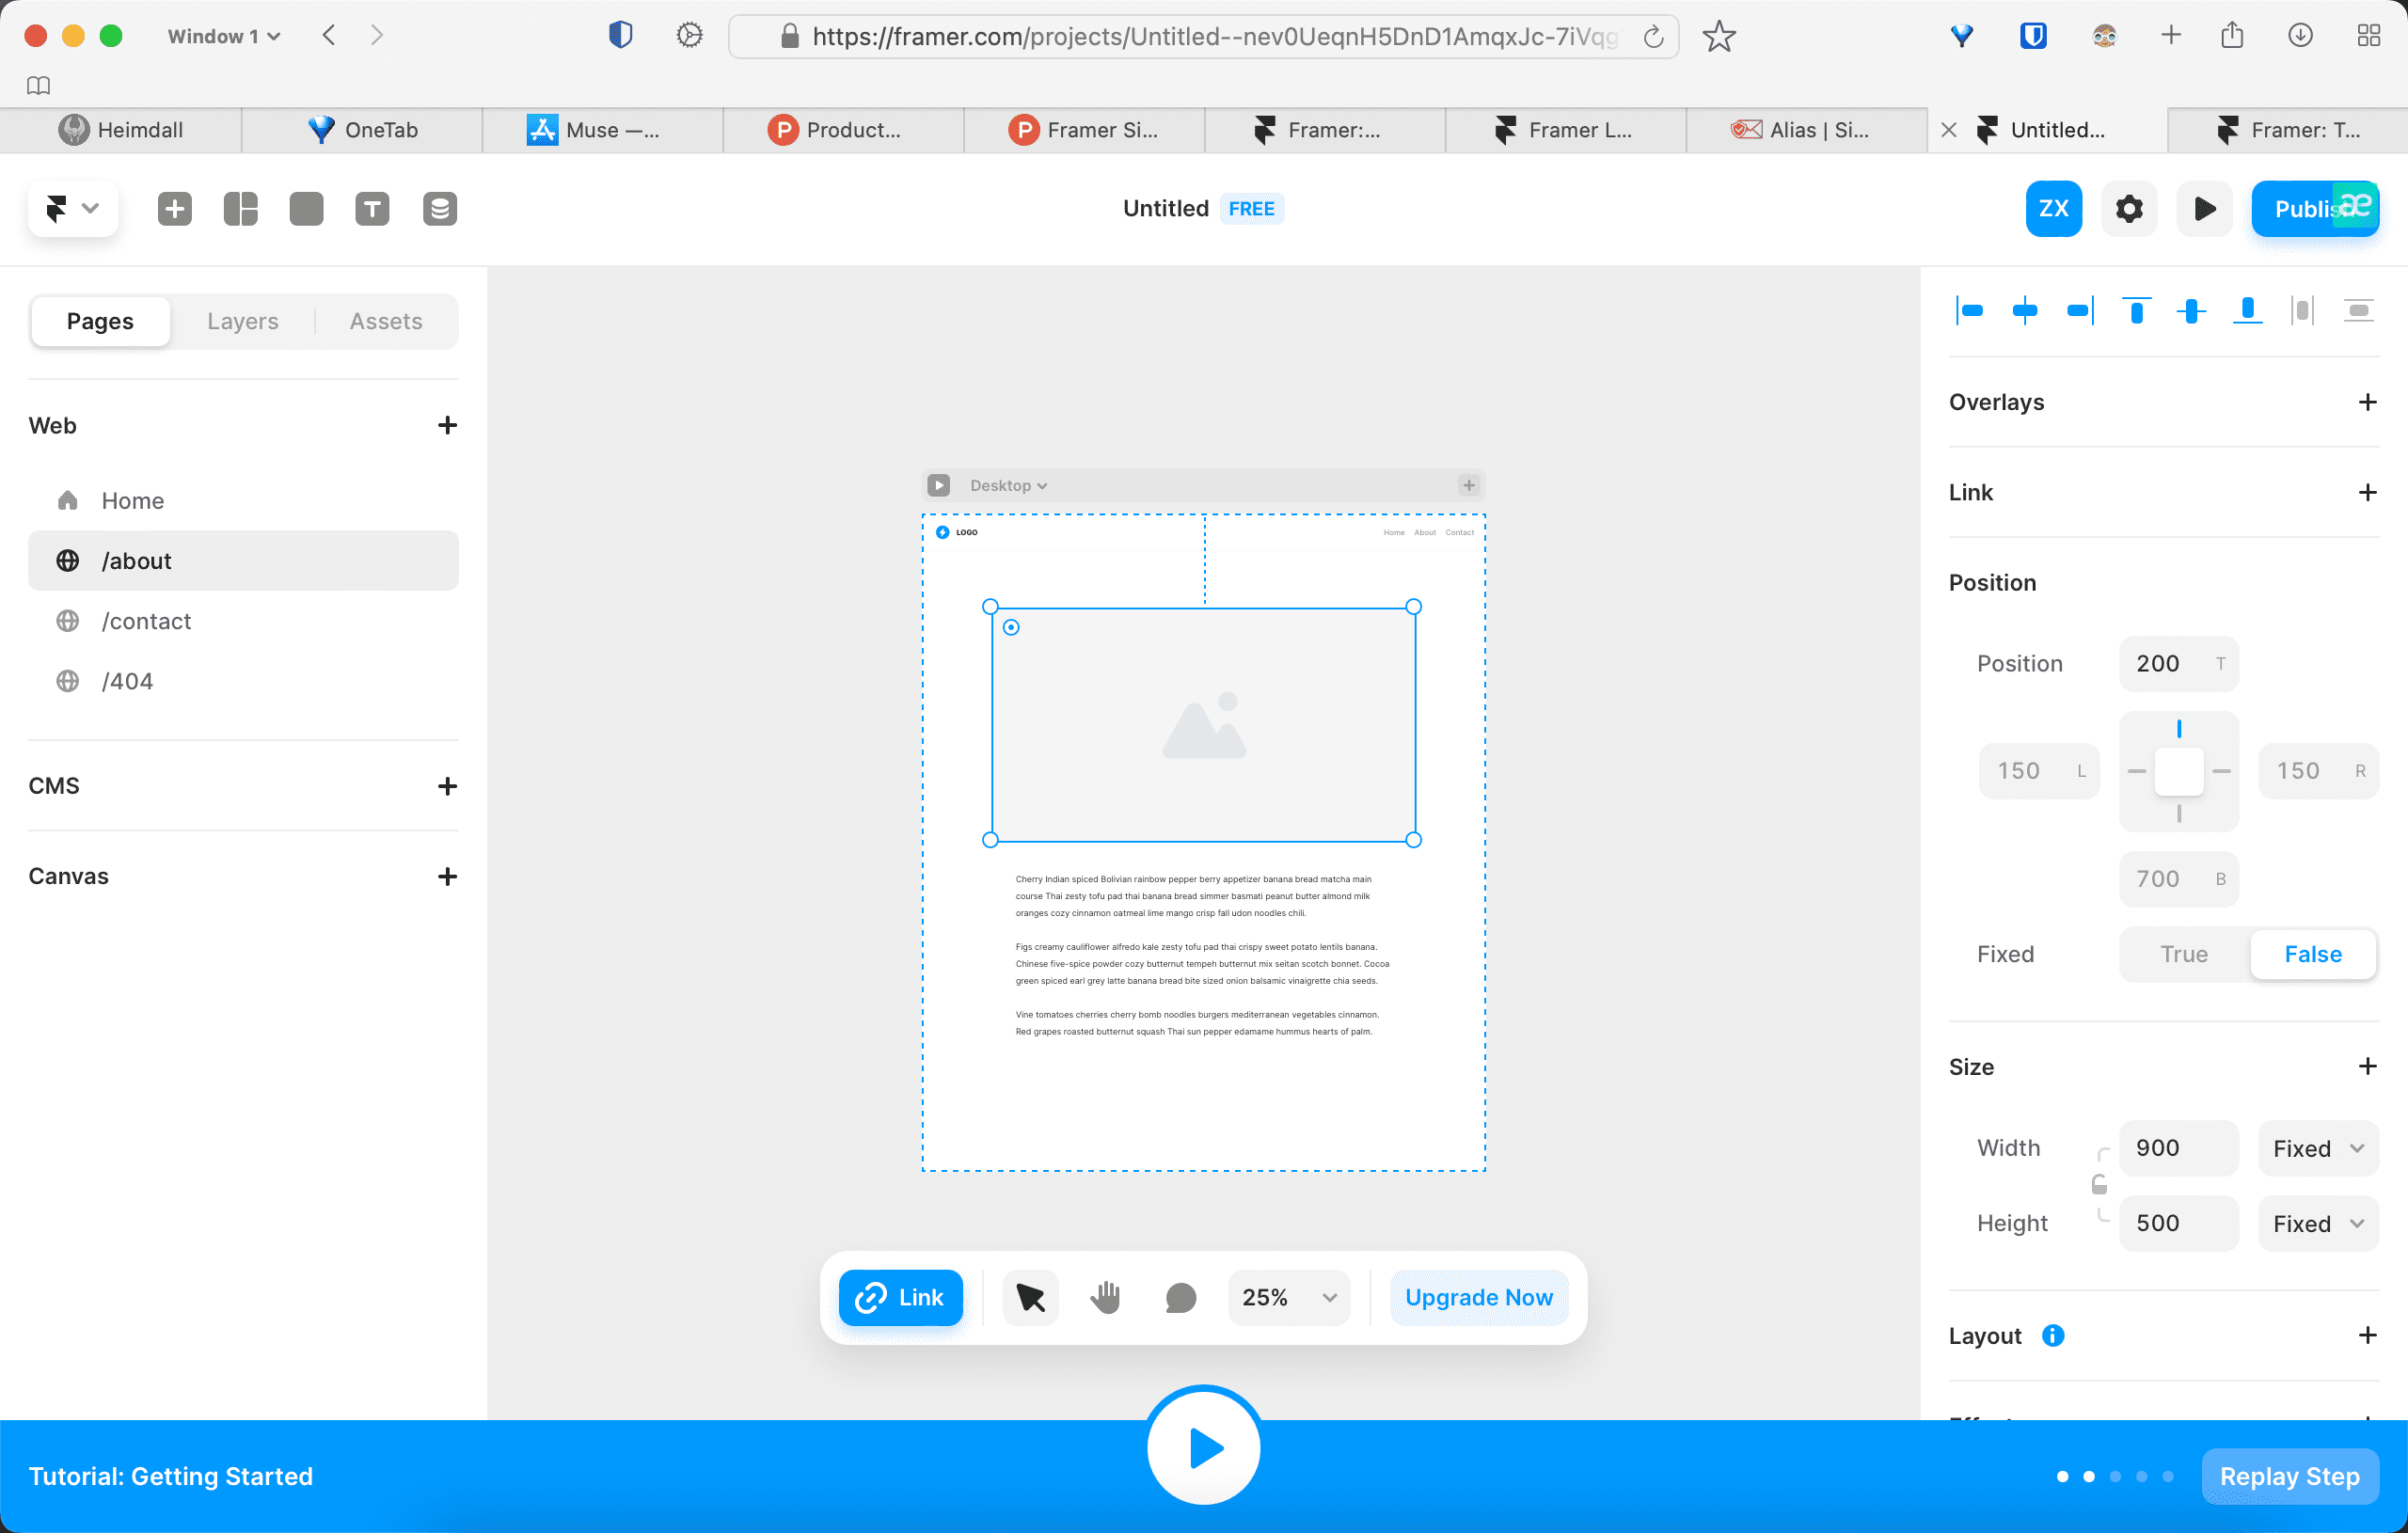 Window 1
https://framer.com/projects/Untitled--nev0UeqnH5DnD1AmqxJc-7iVqg
Heimdall
OneTab
Muse —...
Product...
Framer Si...
Framer:...
Framer L...
Alias | Si...
Untitled...
Framer: T...
T
Untitled FREE
ZX
Publis
æ
Pages
Layers
Assets
Web
Home
/about
/contact
/404
CMS
Canvas
Desktop
LOGO
Home About Contact
Cherry Indian spiced Bolivian rainbow pepper berry appetizer banana bread matcha main
course Thai zesty tofu pad thai banana bread simmer basmati peanut butter almond milk
oranges cozy cinnamon oatmeal lime mango crisp fall udon noodles chili.
Figs creamy cauliflower alfredo kale zesty tofu pad thai crispy sweet potato lentils banana.
Chinese five-spice powder cozy butternut tempeh butternut mix seitan scotch bonnet. Cocoa
green spiced earl grey latte banana bread bite sized onion balsamic vinaigrette chia seeds.
Vine tomatoes cherries cherry bomb noodles burgers mediterranean vegetables cinnamon.
Red grapes roasted butternut squash Thai sun pepper edamame hummus hearts of palm.
Link
25%
Upgrade Now
Overlays
Link
Position
Position 200 T
150 L
150 R
700 B
Fixed True False
Size
Width 900 Fixed
Height 500 Fixed
Layout
Tutorial: Getting Started
Replay Step